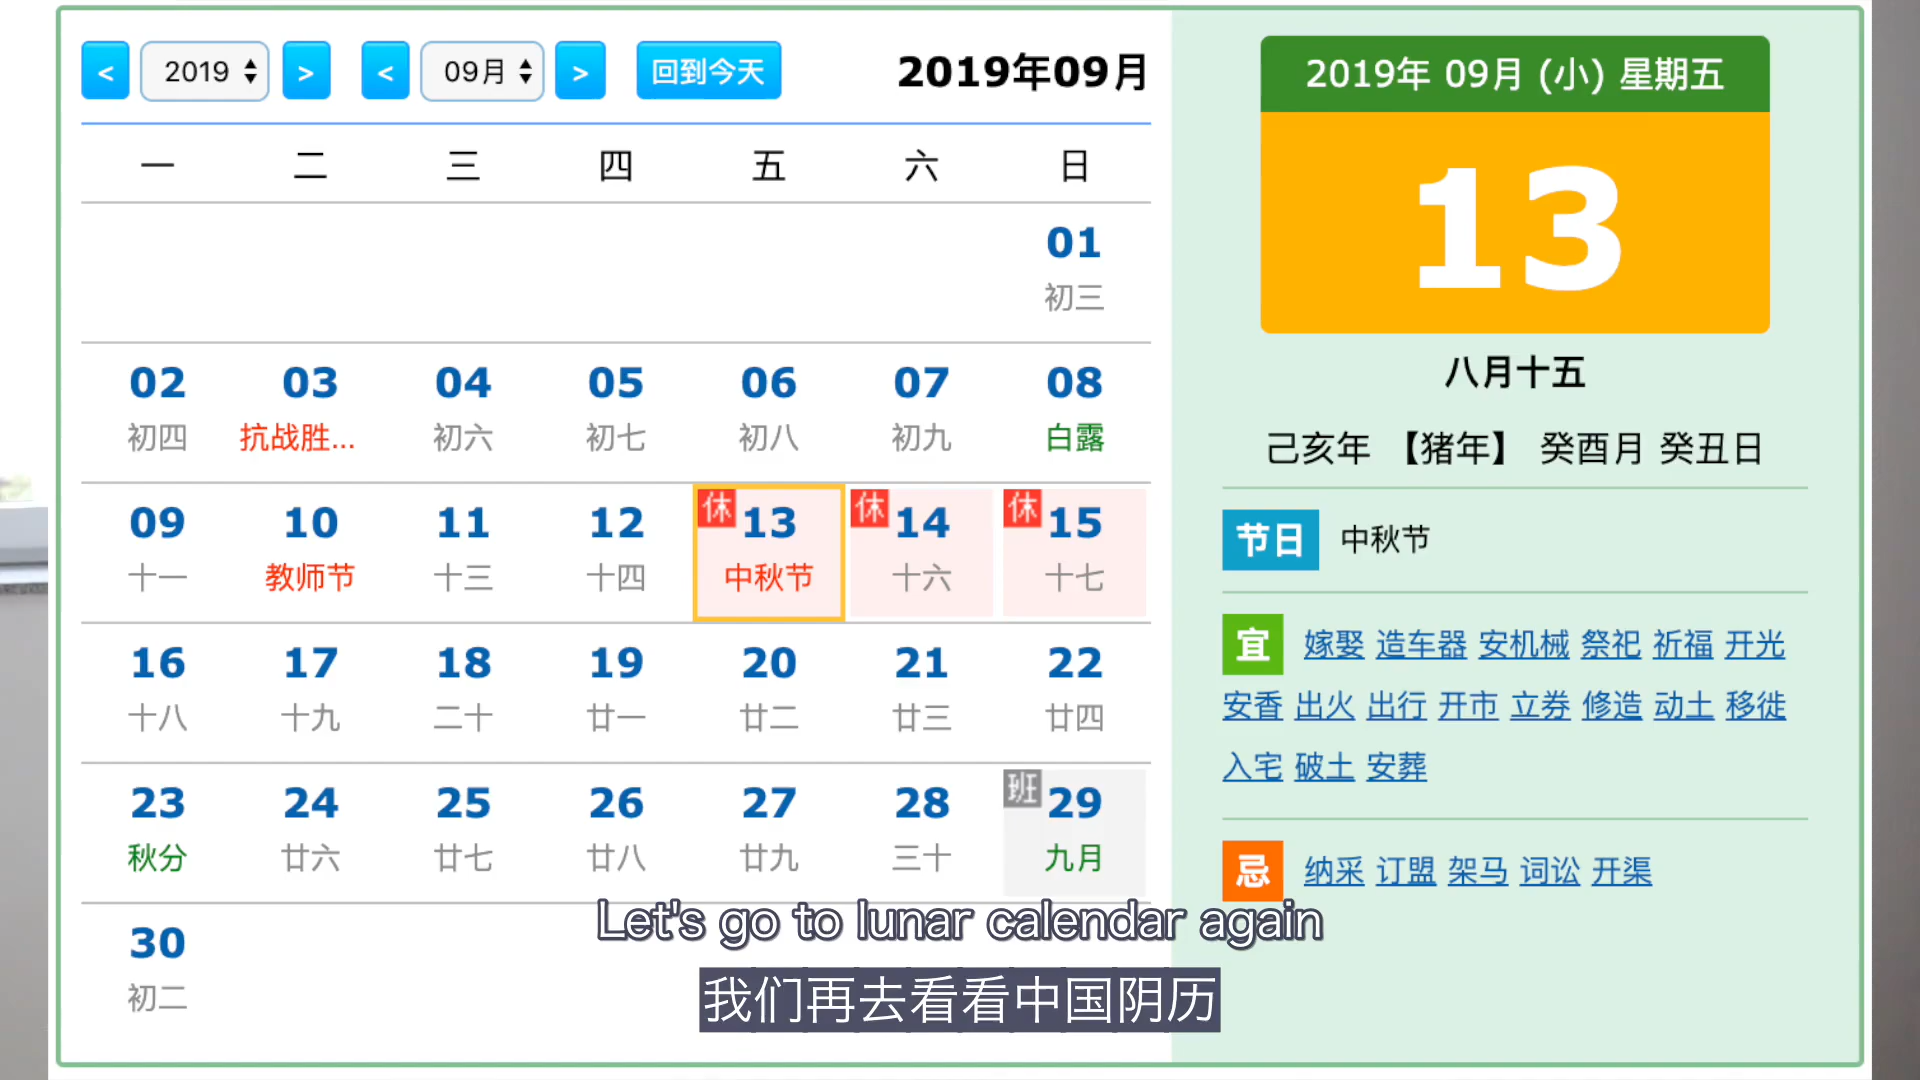 < 2019 > < 09月 > 回到今天 2019年09月
一 二 三 四 五 六 日
01
初三
02 03 04 05 06 07 08
初四 抗战胜... 初六 初七 初八 初九 白露
09 10 11 12 休 13 休 14 休 15
十一 教师节 十三 十四 中秋节 十六 十七
16 17 18 19 20 21 22
十八 十九 二十 廿一 廿二 廿三 廿四
23 24 25 26 27 28 班 29
秋分 廿六 廿七 廿八 廿九 三十 九月
30
初二
2019年 09月 (小) 星期五
13
八月十五
己亥年 【猪年】 癸酉月 癸丑日
节日 中秋节
宜 嫁娶 造车器 安机械 祭祀 祈福 开光
安香 出火 出行 开市 立券 修造 动土 移徙
入宅 破土 安葬
忌 纳采 订盟 架马 词讼 开渠
Let's go to lunar calendar again
我们再去看看中国阴历